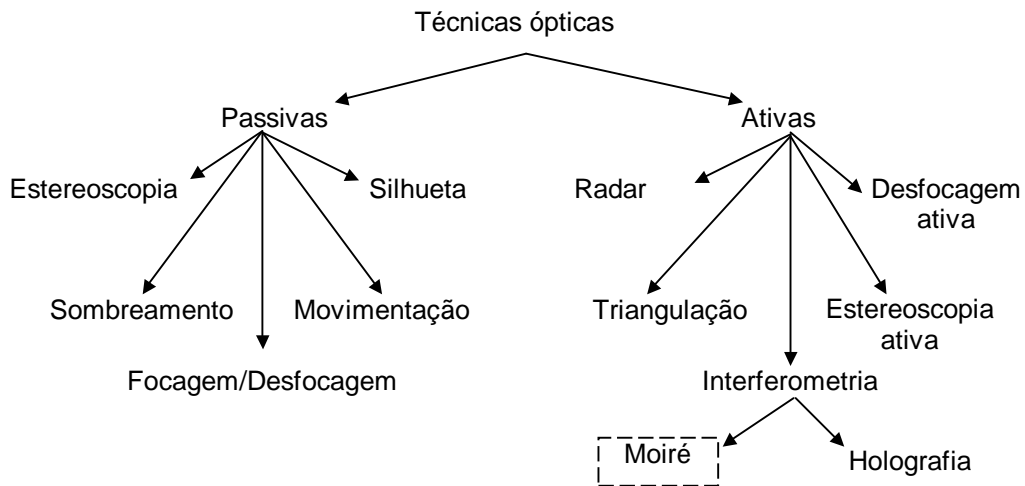 Técnicas ópticas
Passivas
Ativas
Estereoscopia
Silhueta
Radar
Desfocagem
ativa
Sombreamento
Movimentação
Triangulação
Estereoscopia
ativa
Focagem/Desfocagem
Interferometria
Moiré
Holografia